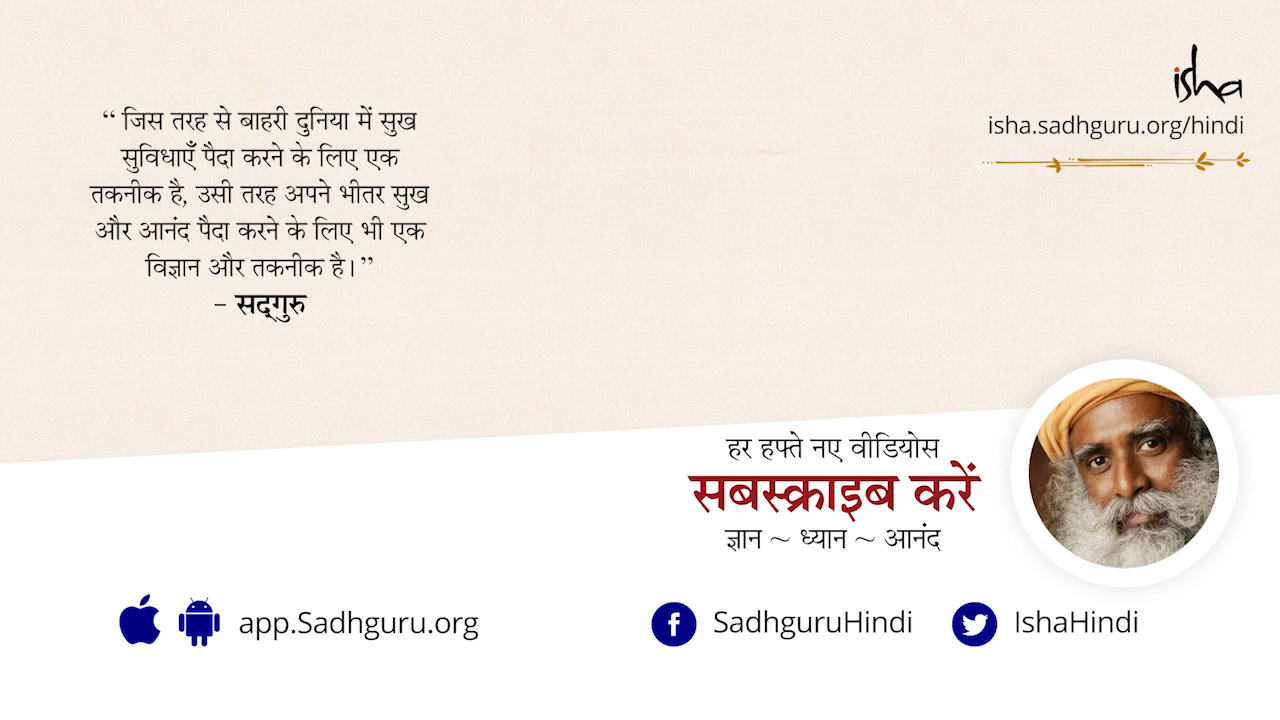 “ जिस तरह से बाहरी दुनिया में सुख
सुविधाएँ पैदा करने के लिए एक
तकनीक है, उसी तरह अपने भीतर सुख
और आनंद पैदा करने के लिए भी एक
विज्ञान और तकनीक है। ”
- सद्गुरु
isha
isha.sadhguru.org/hindi
हर हफ्ते नए वीडियोस
सबस्क्राइब करें
ज्ञान ~ ध्यान ~ आनंद
app.Sadhguru.org
SadhguruHindi
IshaHindi